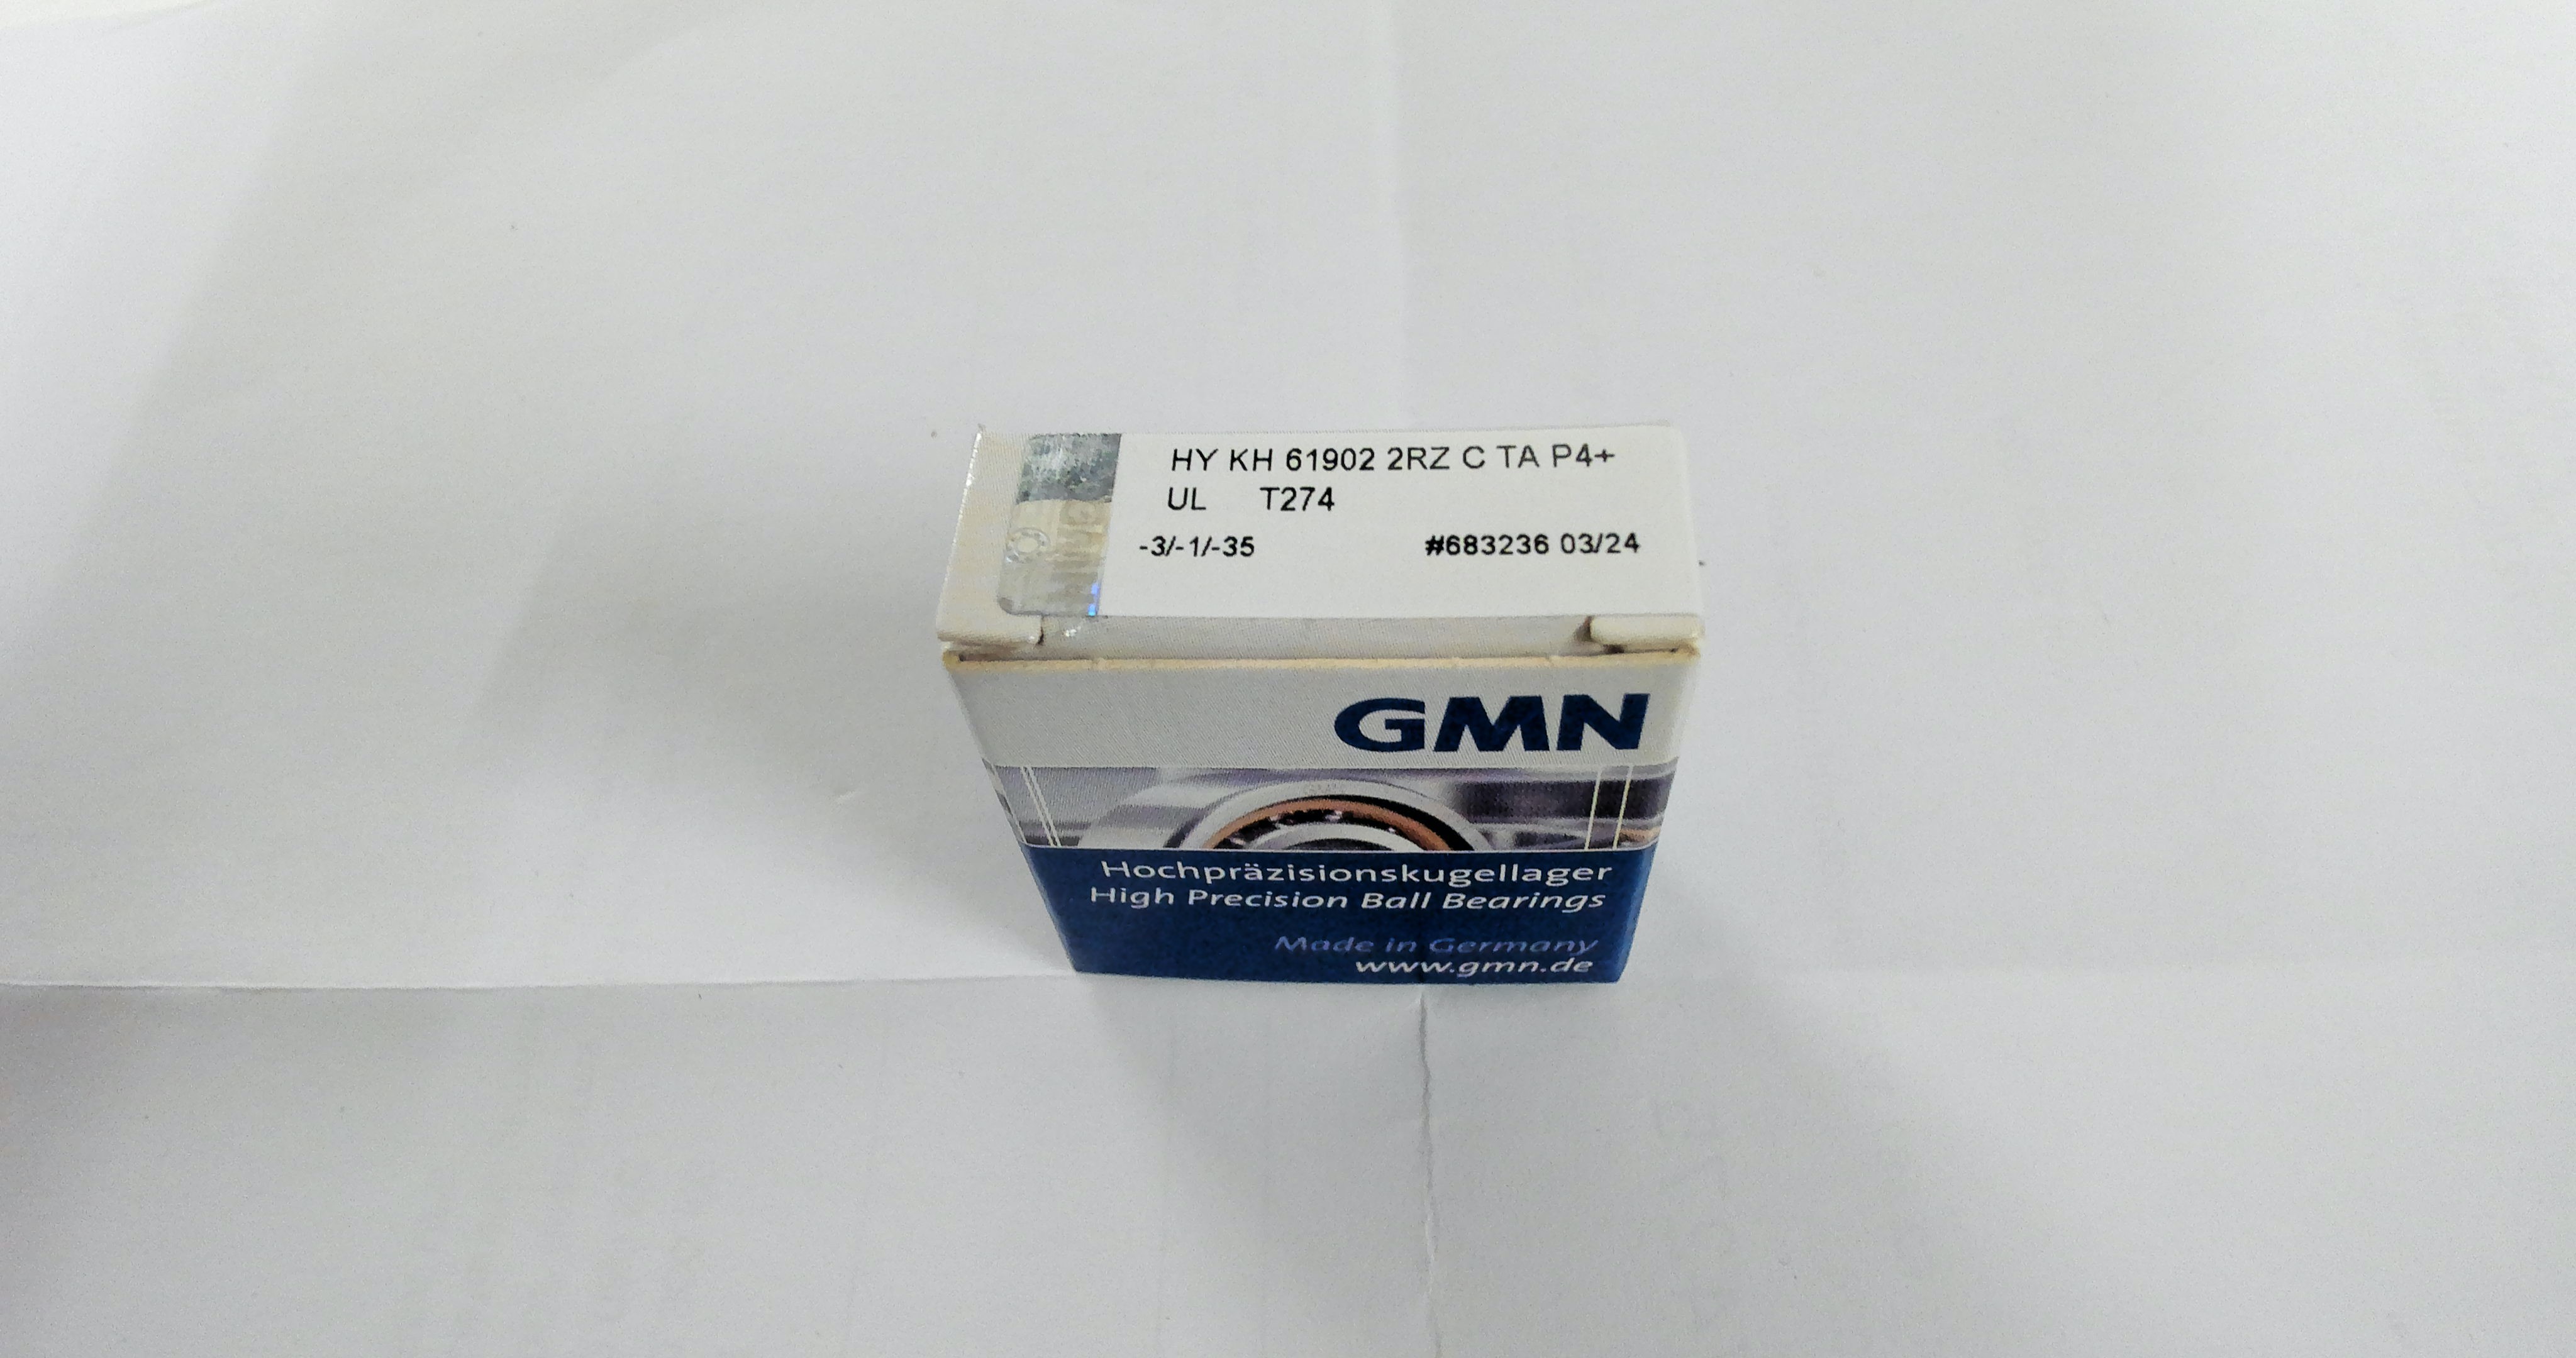 HY KH 61902 2RZ C TA P4+
UL T274
-3/-1/-35 #683236 03/24
GMN
Hochpräzisionskugellager
High Precision Ball Bearings
Made in Germany
www.gmn.de